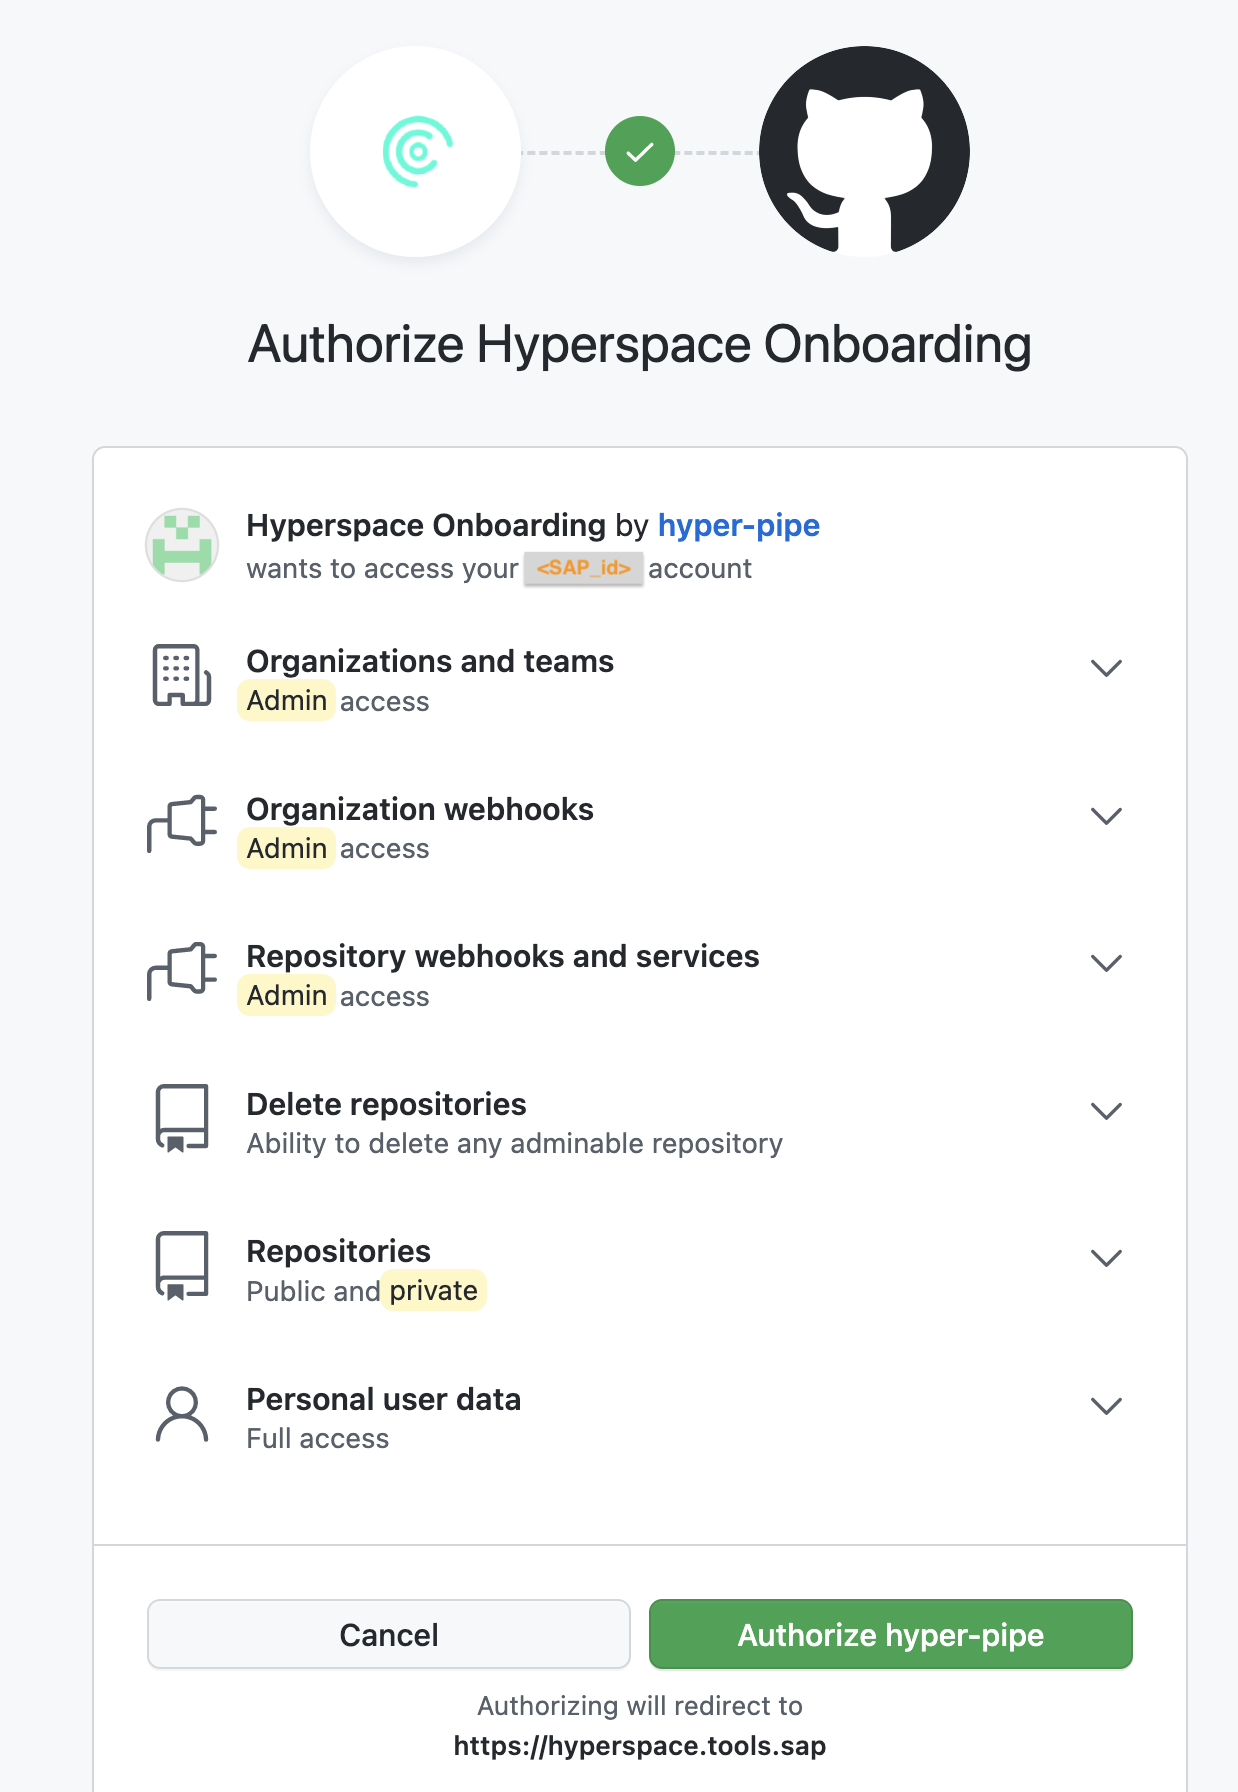 Authorize Hyperspace Onboarding
Hyperspace Onboarding by hyper-pipe
wants to access your <SAP_id> account
Organizations and teams
Admin access
Organization webhooks
Admin access
Repository webhooks and services
Admin access
Delete repositories
Ability to delete any adminable repository
Repositories
Public and private
Personal user data
Full access
Cancel
Authorize hyper-pipe
Authorizing will redirect to
https://hyperspace.tools.sap